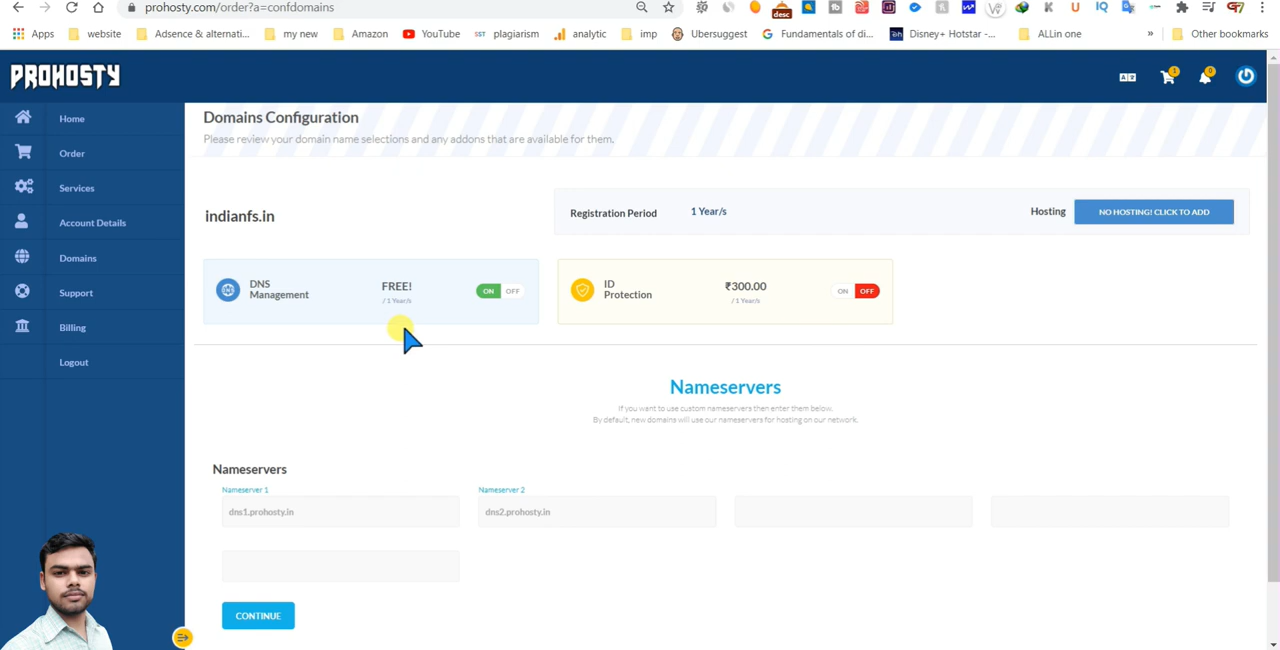 prohosty.com/order?a=confdomains
desc
Apps website Adsence & alternati... my new Amazon YouTube SST plagiarism analytic imp Ubersuggest Fundamentals of di... Disney+ Hotstar -... ALLin one » Other bookmarks
PROHOSTY
1 0
Home
Order
Services
Account Details
Domains
Support
Billing
Logout
Domains Configuration
Please review your domain name selections and any addons that are available for them.
indianfs.in
Registration Period 1 Year/s Hosting NO HOSTING! CLICK TO ADD
DNS Management FREE! / 1 Year/s ON OFF
ID Protection ₹300.00 / 1 Year/s ON OFF
Nameservers
If you want to use custom nameservers then enter them below.
By default, new domains will use our nameservers for hosting on our network.
Nameservers
Nameserver 1 Nameserver 2
dns1.prohosty.in dns2.prohosty.in
CONTINUE